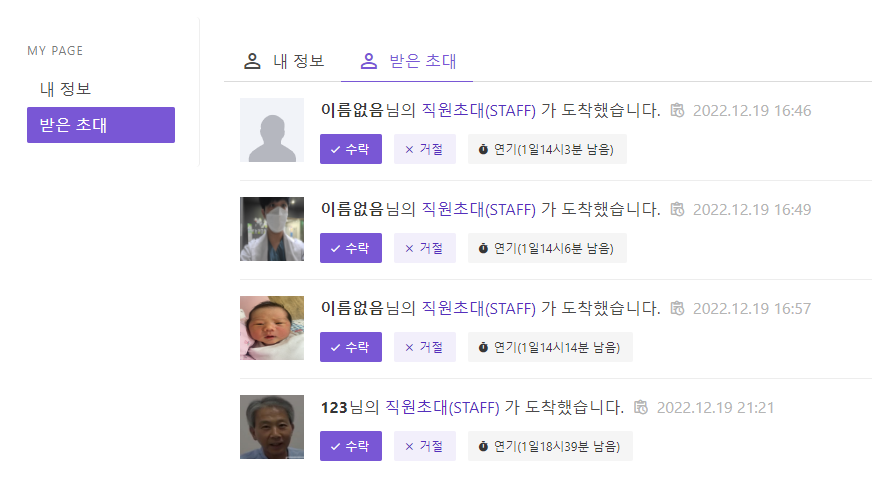 MY PAGE
내 정보
받은 초대
내 정보 받은 초대
이름없음님의 직원초대(STAFF) 가 도착했습니다. 2022.12.19 16:46
수락 거절 연기(1일14시3분 남음)
이름없음님의 직원초대(STAFF) 가 도착했습니다. 2022.12.19 16:49
수락 거절 연기(1일14시6분 남음)
이름없음님의 직원초대(STAFF) 가 도착했습니다. 2022.12.19 16:57
수락 거절 연기(1일14시14분 남음)
123님의 직원초대(STAFF) 가 도착했습니다. 2022.12.19 21:21
수락 거절 연기(1일18시39분 남음)